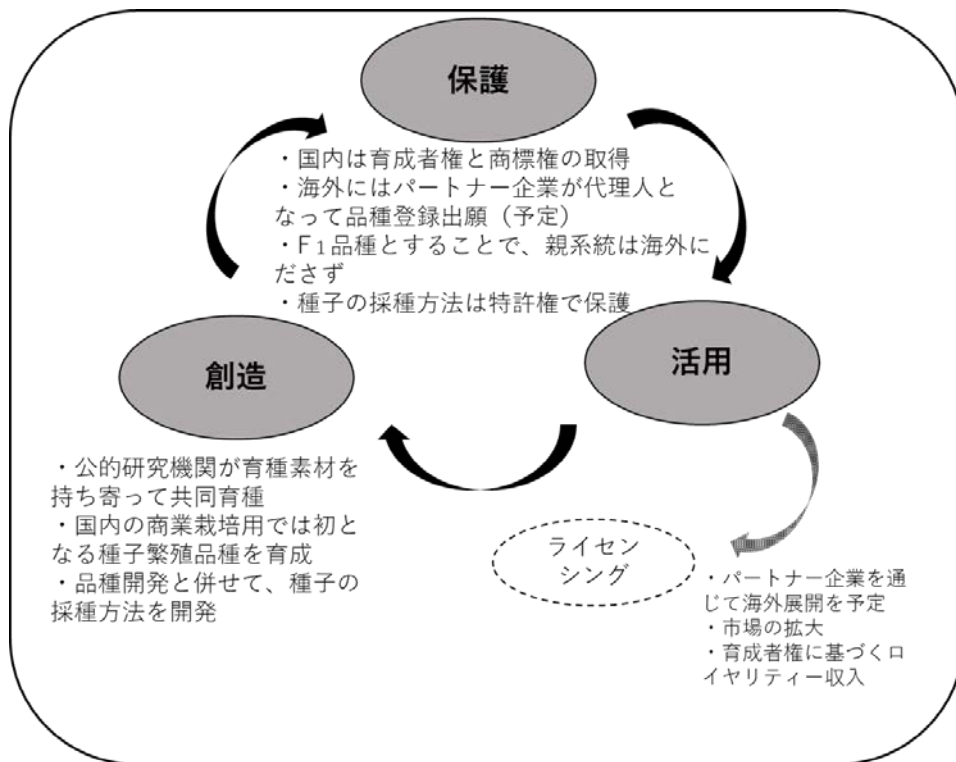 保護
・国内は育成者権と商標権の取得
・海外にはパートナー企業が代理人と
なって品種登録出願（予定）
・F1品種とすることで、親系統は海外に
ださず
・種子の採種方法は特許権で保護
創造
活用
・公的研究機関が育種素材を
持ち寄って共同育種
・国内の商業栽培用では初と
なる種子繁殖品種を育成
・品種開発と併せて、種子の
採種方法を開発
ライセン
シング
・パートナー企業を通
じて海外展開を予定
・市場の拡大
・育成者権に基づくロ
イヤリティー収入